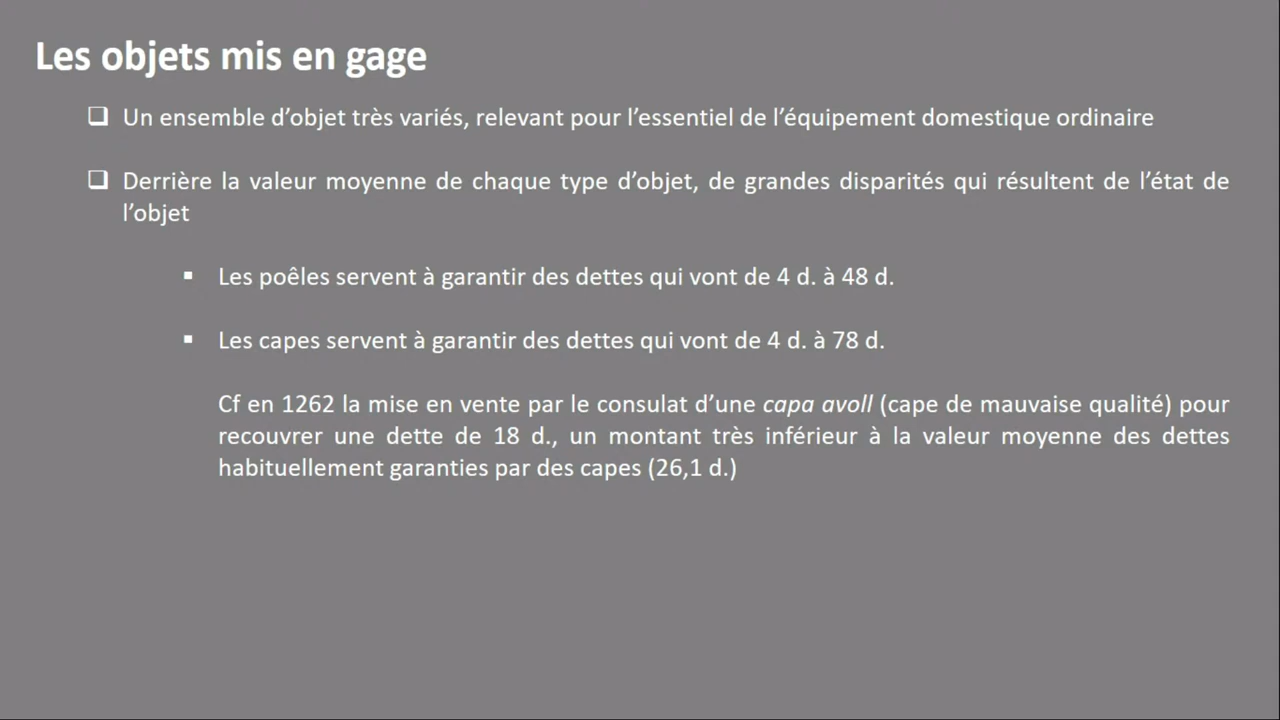 Les objets mis en gage
❑ Un ensemble d’objet très variés, relevant pour l’essentiel de l’équipement domestique ordinaire
❑ Derrière la valeur moyenne de chaque type d’objet, de grandes disparités qui résultent de l’état de
l’objet
▪ Les poêles servent à garantir des dettes qui vont de 4 d. à 48 d.
▪ Les capes servent à garantir des dettes qui vont de 4 d. à 78 d.
Cf en 1262 la mise en vente par le consulat d’une capa avoll (cape de mauvaise qualité) pour
recouvrer une dette de 18 d., un montant très inférieur à la valeur moyenne des dettes
habituellement garanties par des capes (26,1 d.)